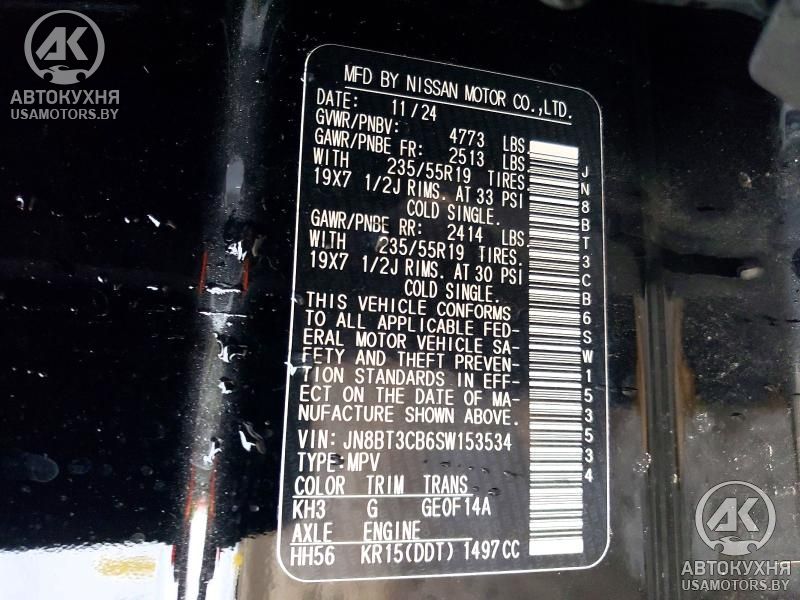 АК
АВТОКУХНЯ
USAMOTORS.BY
MFD BY NISSAN MOTOR CO.,LTD.
DATE: 11/24
GVWR/PNBV: 4773 LBS
GAWR/PNBE FR: 2513 LBS
WITH 235/55R19 TIRES.
19X7 1/2J RIMS. AT 33 PSI
COLD SINGLE.
GAWR/PNBE RR: 2414 LBS
WITH 235/55R19 TIRES.
19X7 1/2J RIMS. AT 30 PSI
COLD SINGLE.
THIS VEHICLE CONFORMS
TO ALL APPLICABLE FED-
ERAL MOTOR VEHICLE SA-
FETY AND THEFT PREVEN-
TION STANDARDS IN EFF-
ECT ON THE DATE OF MA-
NUFACTURE SHOWN ABOVE.
VIN: JN8BT3CB6SW153534
TYPE:MPV
COLOR TRIM TRANS
KH3 G GE0F14A
AXLE ENGINE
HH56 KR15(DDT) 1497CC
JN8BT3CB6SW153534
АК
АВТОКУХНЯ
USAMOTORS.BY